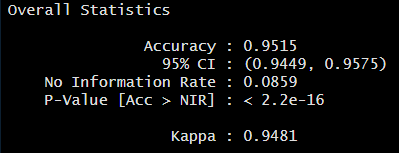 Overall Statistics
Accuracy : 0.9515
95% CI : (0.9449, 0.9575)
No Information Rate : 0.0859
P-Value [Acc > NIR] : < 2.2e-16
Kappa : 0.9481